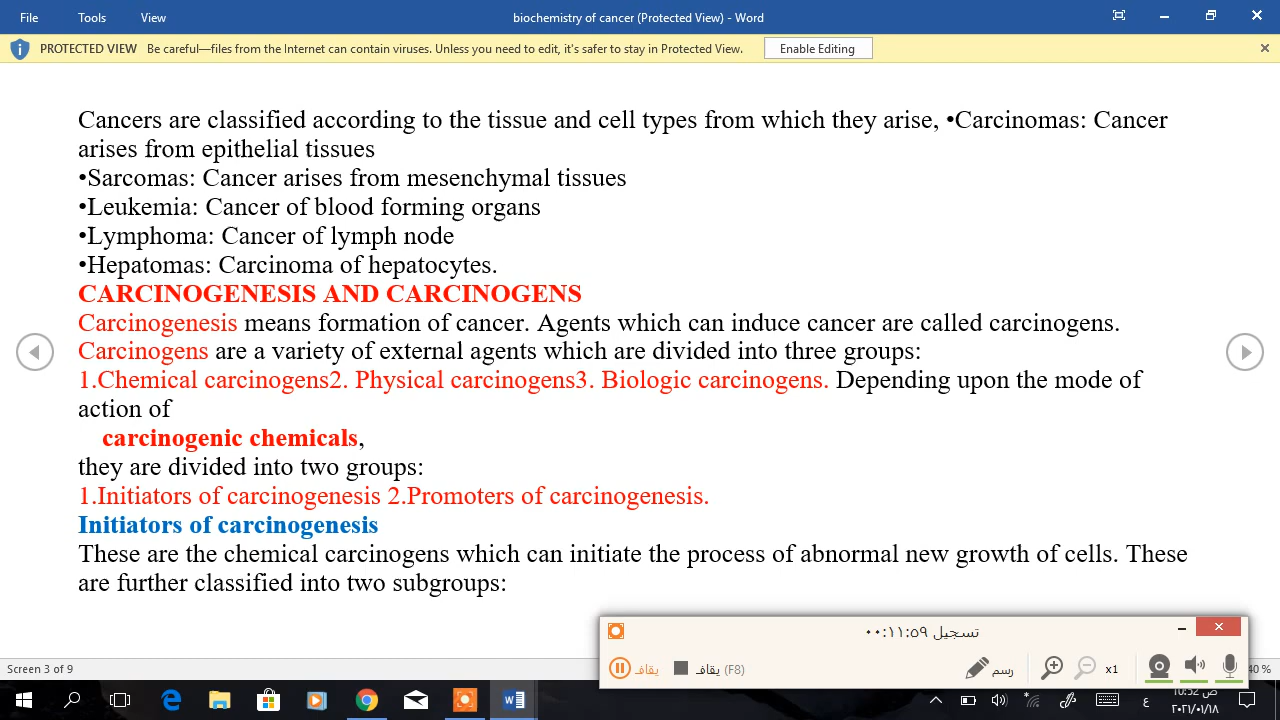 File Tools View biochemistry of cancer (Protected View) - Word
PROTECTED VIEW Be careful—files from the Internet can contain viruses. Unless you need to edit, it's safer to stay in Protected View. Enable Editing
Cancers are classified according to the tissue and cell types from which they arise, •Carcinomas: Cancer
arises from epithelial tissues
•Sarcomas: Cancer arises from mesenchymal tissues
•Leukemia: Cancer of blood forming organs
•Lymphoma: Cancer of lymph node
•Hepatomas: Carcinoma of hepatocytes.
CARCINOGENESIS AND CARCINOGENS
Carcinogenesis means formation of cancer. Agents which can induce cancer are called carcinogens.
Carcinogens are a variety of external agents which are divided into three groups:
1.Chemical carcinogens2. Physical carcinogens3. Biologic carcinogens. Depending upon the mode of
action of
carcinogenic chemicals,
they are divided into two groups:
1.Initiators of carcinogenesis 2.Promoters of carcinogenesis.
Initiators of carcinogenesis
These are the chemical carcinogens which can initiate the process of abnormal new growth of cells. These
are further classified into two subgroups:
تسجيل ٠٠:١١:٥٩
يقاف يقاف (F8) رسم x1
Screen 3 of 9 40 %
ع ص 10:52
٢٠٢١/٠١/١٨